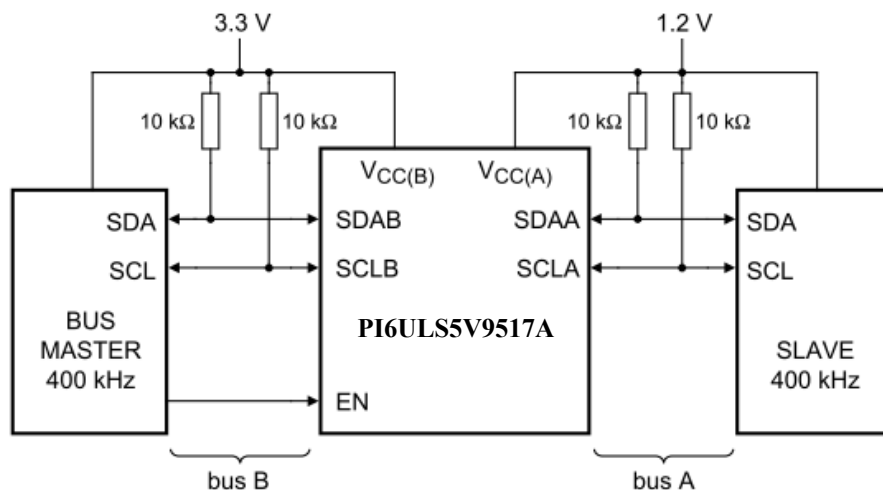 3.3 V
1.2 V
10 kΩ
10 kΩ
10 kΩ
10 kΩ
VCC(B)
VCC(A)
SDA
SDAB
SDAA
SDA
SCL
SCLB
SCLA
SCL
PI6ULS5V9517A
BUS
MASTER
400 kHz
SLAVE
400 kHz
EN
bus B
bus A